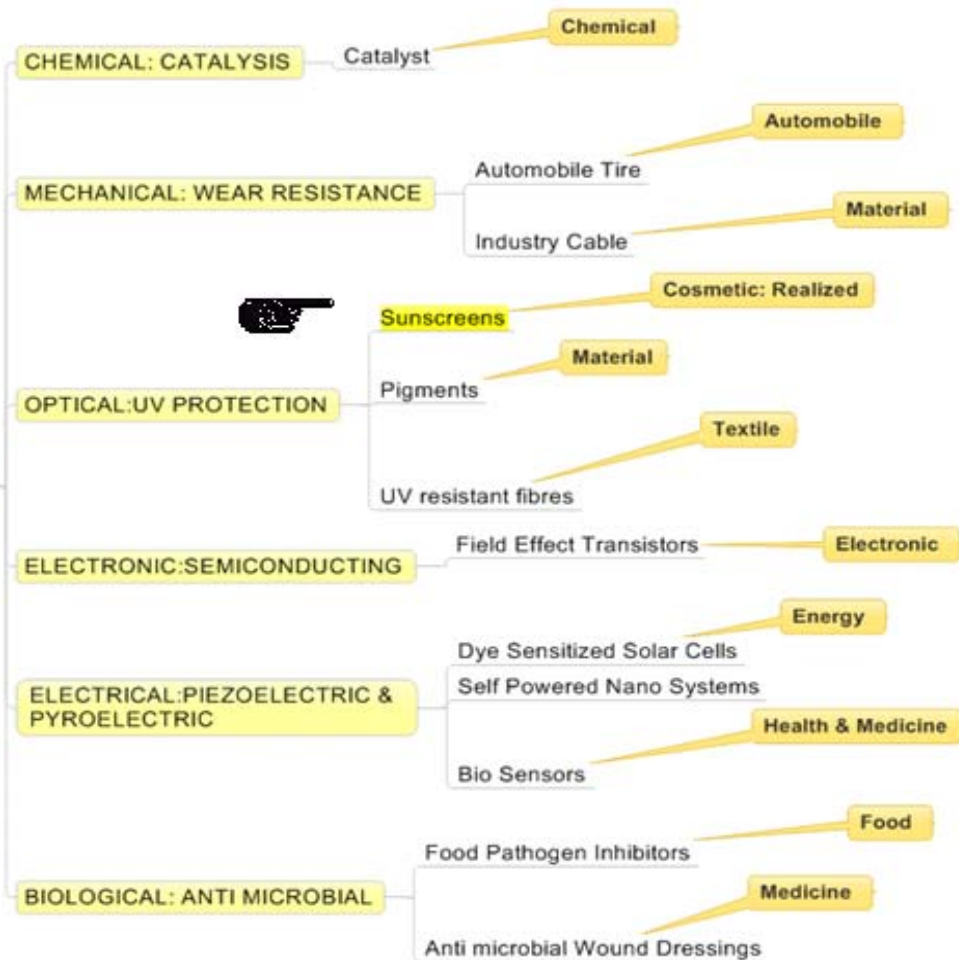 Chemical
CHEMICAL: CATALYSIS
Catalyst
Automobile
Automobile Tire
MECHANICAL: WEAR RESISTANCE
Material
Industry Cable
Cosmetic: Realized
Sunscreens
Material
Pigments
OPTICAL:UV PROTECTION
Textile
UV resistant fibres
Field Effect Transistors
Electronic
ELECTRONIC:SEMICONDUCTING
Energy
Dye Sensitized Solar Cells
Self Powered Nano Systems
ELECTRICAL:PIEZOELECTRIC &
PYROELECTRIC
Health & Medicine
Bio Sensors
Food
Food Pathogen Inhibitors
BIOLOGICAL: ANTI MICROBIAL
Medicine
Anti microbial Wound Dressings